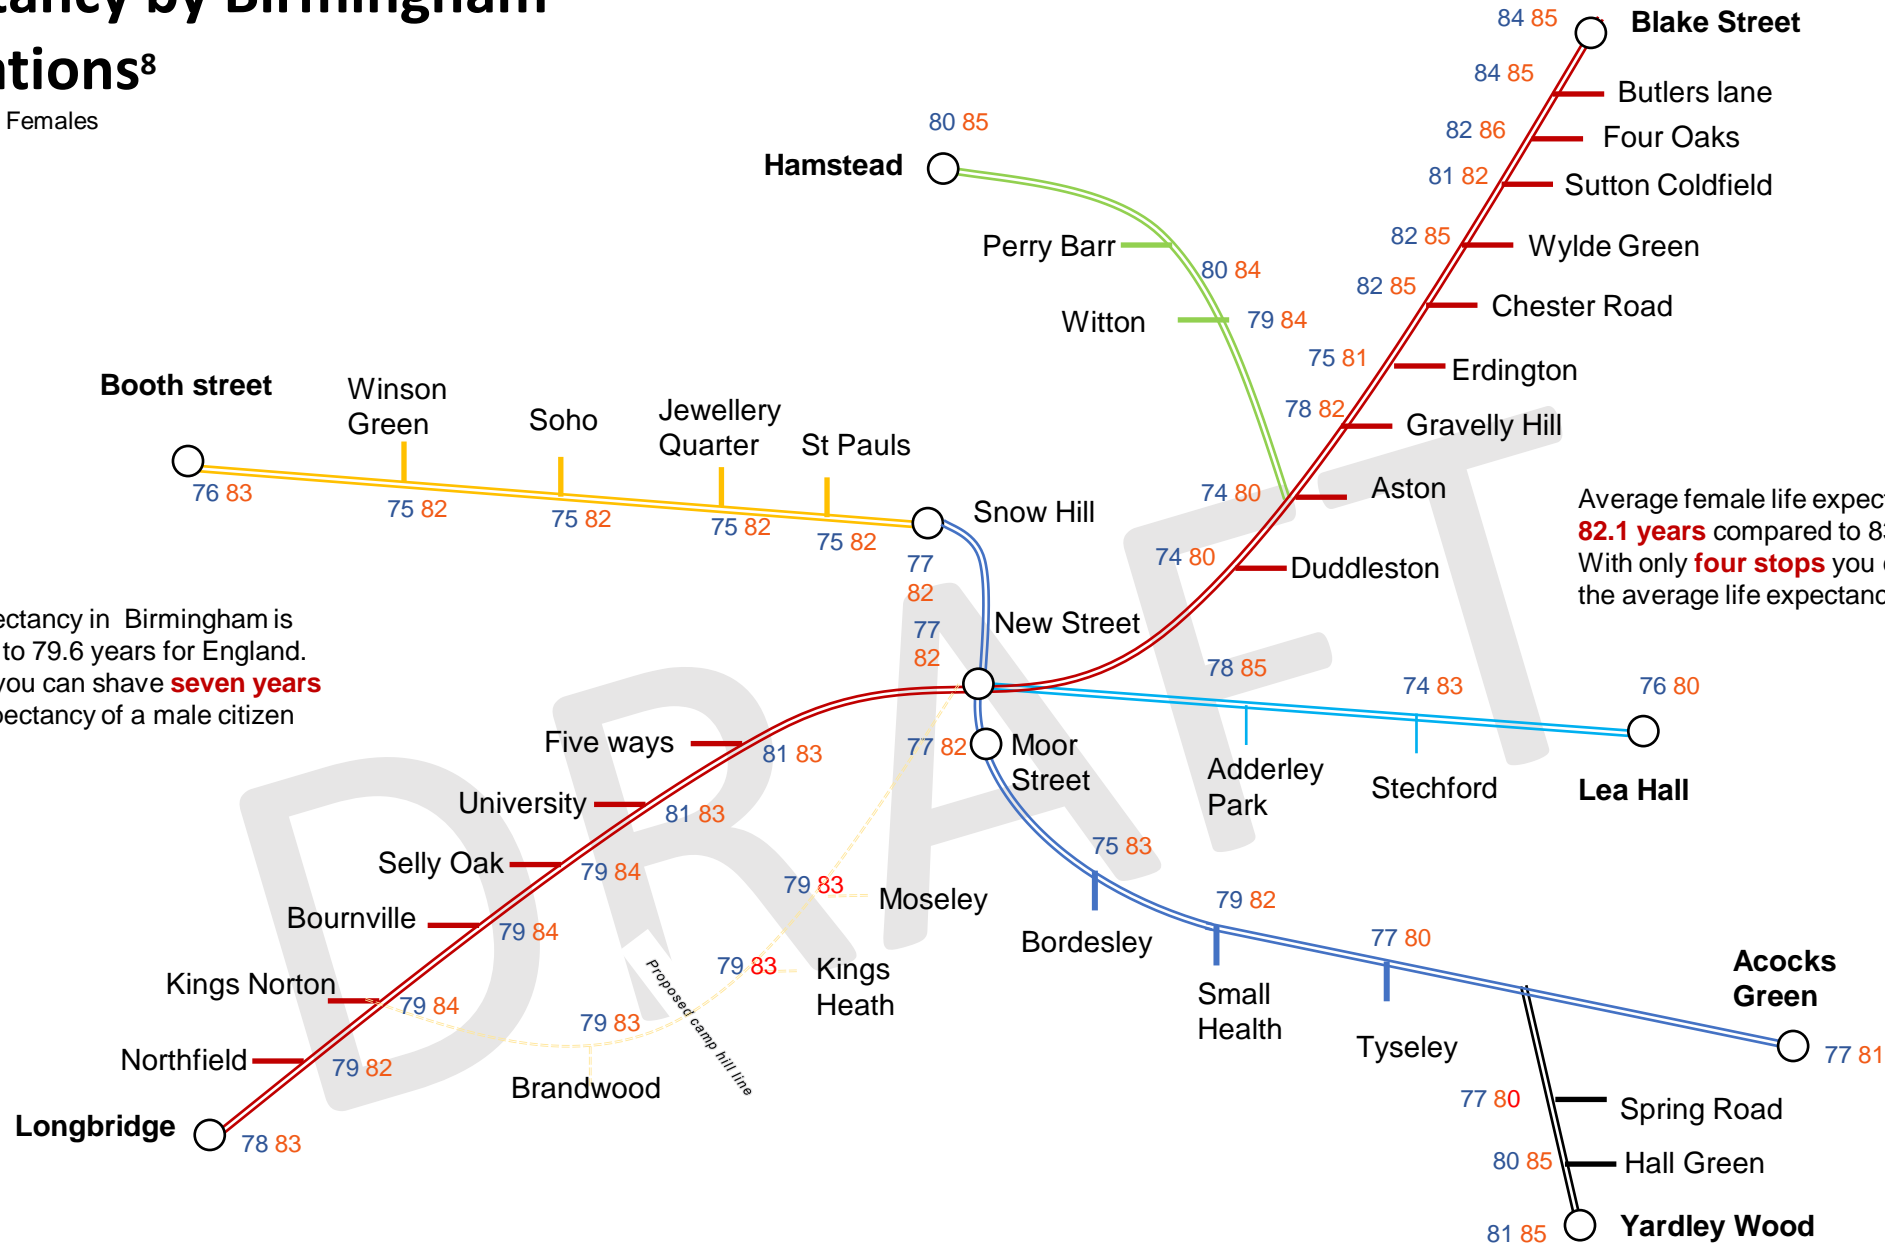 tancy by Birmingham
ations⁸
Females
84 85
Blake Street
84 85
Butlers lane
82 86
Four Oaks
81 82
Sutton Coldfield
82 85
Wylde Green
82 85
Chester Road
75 81
Erdington
78 82
Gravelly Hill
74 80
Aston
74 80
Duddleston
80 85
Hamstead
Perry Barr
80 84
Witton
79 84
Booth street
76 83
Winson
Green
75 82
Soho
75 82
Jewellery
Quarter
75 82
St Pauls
75 82
Snow Hill
77
82
New Street
77
82
Average female life expect
82.1 years compared to 83
With only four stops you
the average life expectanc
ectancy in Birmingham is
to 79.6 years for England.
you can shave seven years
pectancy of a male citizen
78 85
Adderley
Park
74 83
Stechford
76 80
Lea Hall
77 82
Moor
Street
Five ways
81 83
University
81 83
Selly Oak
79 84
Bournville
79 84
Kings Norton
79 84
Northfield
79 82
Longbridge
78 83
79 83
Moseley
79 83
Kings
Heath
79 83
Brandwood
Proposed camp hill line
75 83
Bordesley
79 82
Small
Health
77 80
Tyseley
Acocks
Green
77 81
77 80
Spring Road
80 85
Hall Green
81 85
Yardley Wood
DRAFT